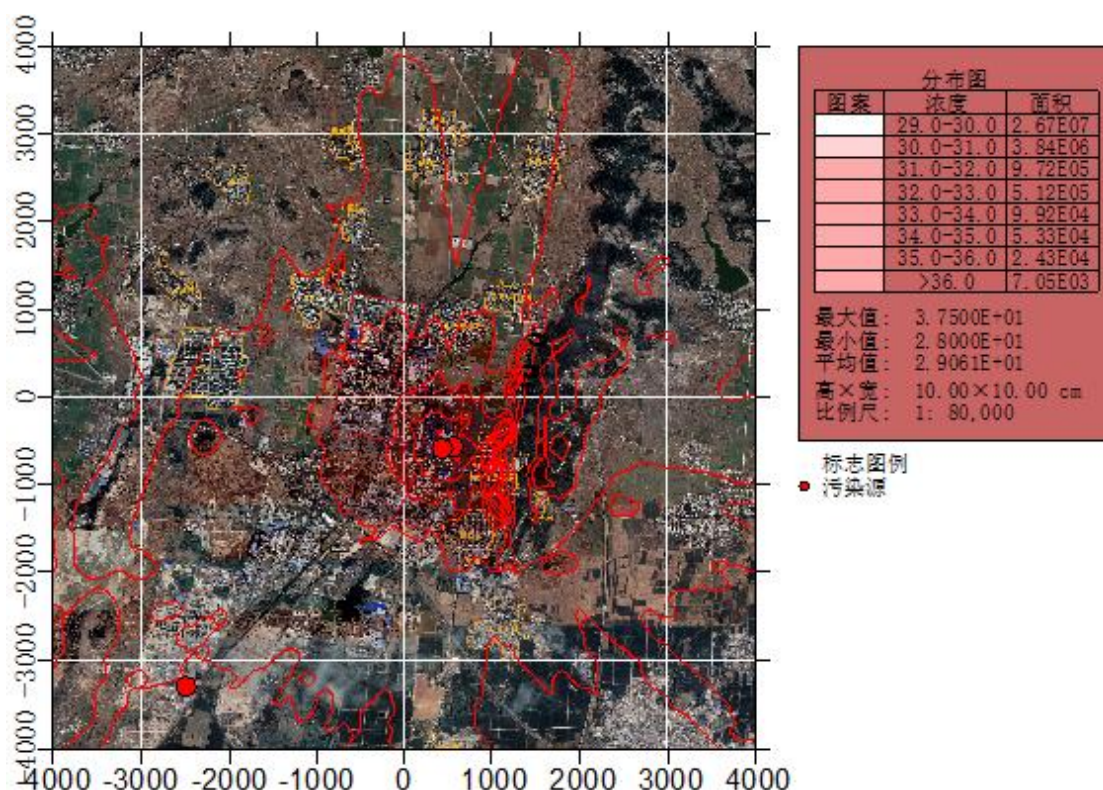 4000
3000
2000
1000
0
-1000
-2000
-3000
-4000
-4000 -3000 -2000 -1000 0 1000 2000 3000 4000
分布图
图案 浓度 面积
29.0-30.0 2.67E07
30.0-31.0 3.84E06
31.0-32.0 9.72E05
32.0-33.0 5.12E05
33.0-34.0 9.92E04
34.0-35.0 5.33E04
35.0-36.0 2.43E04
>36.0 7.05E03
最大值: 3.7500E+01
最小值: 2.8000E+01
平均值: 2.9061E+01
高×宽: 10.00×10.00 cm
比例尺: 1: 80,000
标志图例
污染源